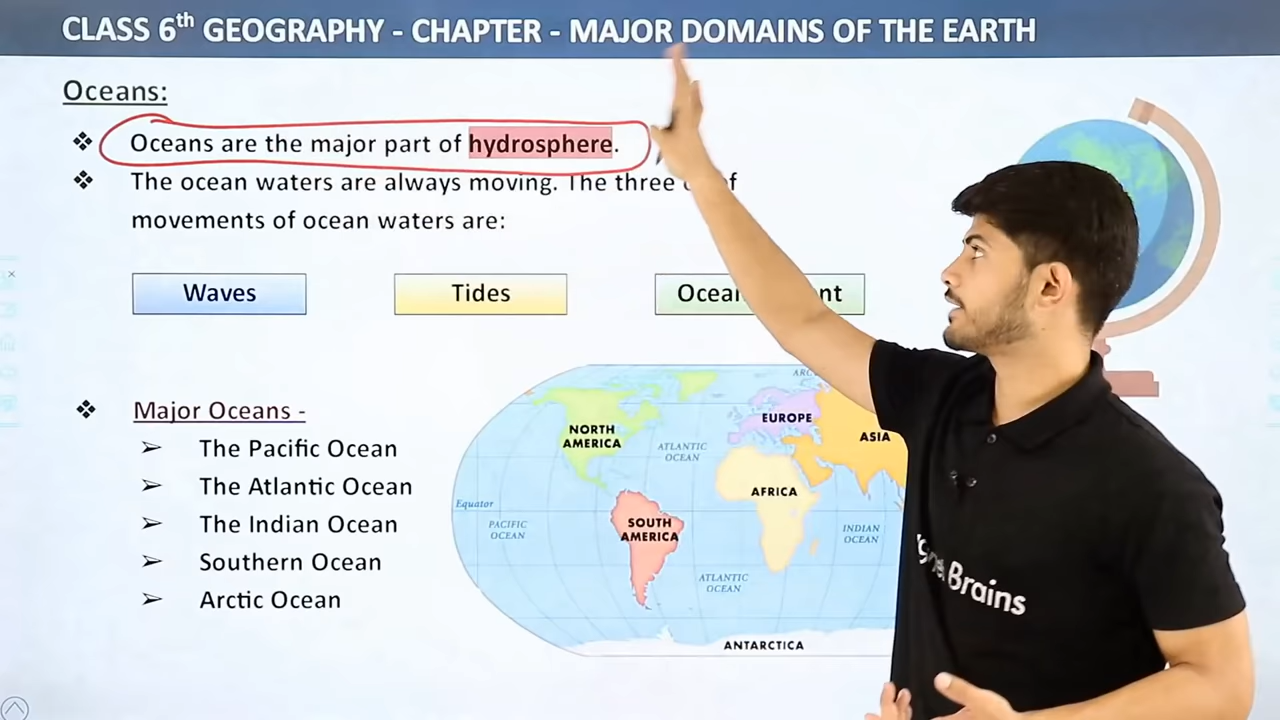 CLASS 6th GEOGRAPHY - CHAPTER - MAJOR DOMAINS OF THE EARTH
Oceans:
❖ Oceans are the major part of hydrosphere.
❖ The ocean waters are always moving. The three of
movements of ocean waters are:
Waves
Tides
❖ Major Oceans -
➢ The Pacific Ocean
➢ The Atlantic Ocean
➢ The Indian Ocean
➢ Southern Ocean
➢ Arctic Ocean
NORTH
AMERICA
ATLANTIC
OCEAN
EUROPE
ASIA
Equator
PACIFIC
OCEAN
SOUTH
AMERICA
AFRICA
INDIAN
OCEAN
ATLANTIC
OCEAN
ANTARCTICA
Brains